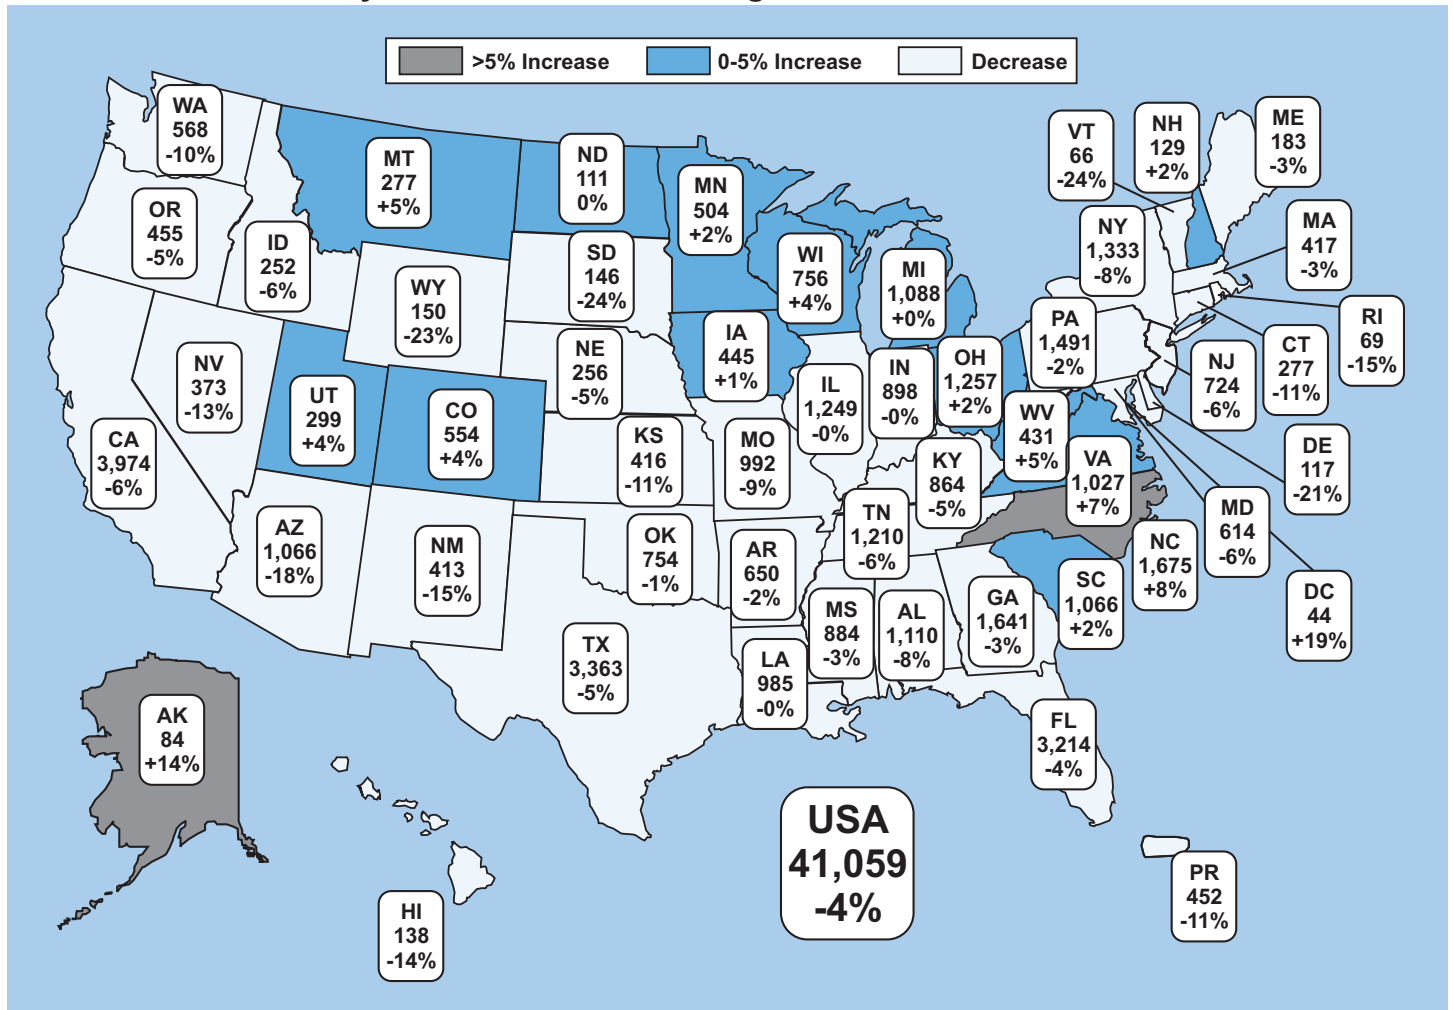 >5% Increase
0-5% Increase
Decrease
WA
568
-10%
OR
455
-5%
ID
252
-6%
MT
277
+5%
ND
111
0%
MN
504
+2%
SD
146
-24%
WY
150
-23%
NE
256
-5%
NV
373
-13%
UT
299
+4%
CO
554
+4%
CA
3,974
-6%
AZ
1,066
-18%
NM
413
-15%
KS
416
-11%
OK
754
-1%
TX
3,363
-5%
IA
445
+1%
WI
756
+4%
MI
1,088
+0%
IL
1,249
-0%
IN
898
-0%
OH
1,257
+2%
MO
992
-9%
AR
650
-2%
LA
985
-0%
MS
884
-3%
AL
1,110
-8%
TN
1,210
-6%
KY
864
-5%
WV
431
+5%
VA
1,027
+7%
NC
1,675
+8%
SC
1,066
+2%
GA
1,641
-3%
FL
3,214
-4%
PA
1,491
-2%
NY
1,333
-8%
VT
66
-24%
NH
129
+2%
ME
183
-3%
MA
417
-3%
RI
69
-15%
CT
277
-11%
NJ
724
-6%
DE
117
-21%
MD
614
-6%
DC
44
+19%
AK
84
+14%
HI
138
-14%
USA
41,059
-4%
PR
452
-11%